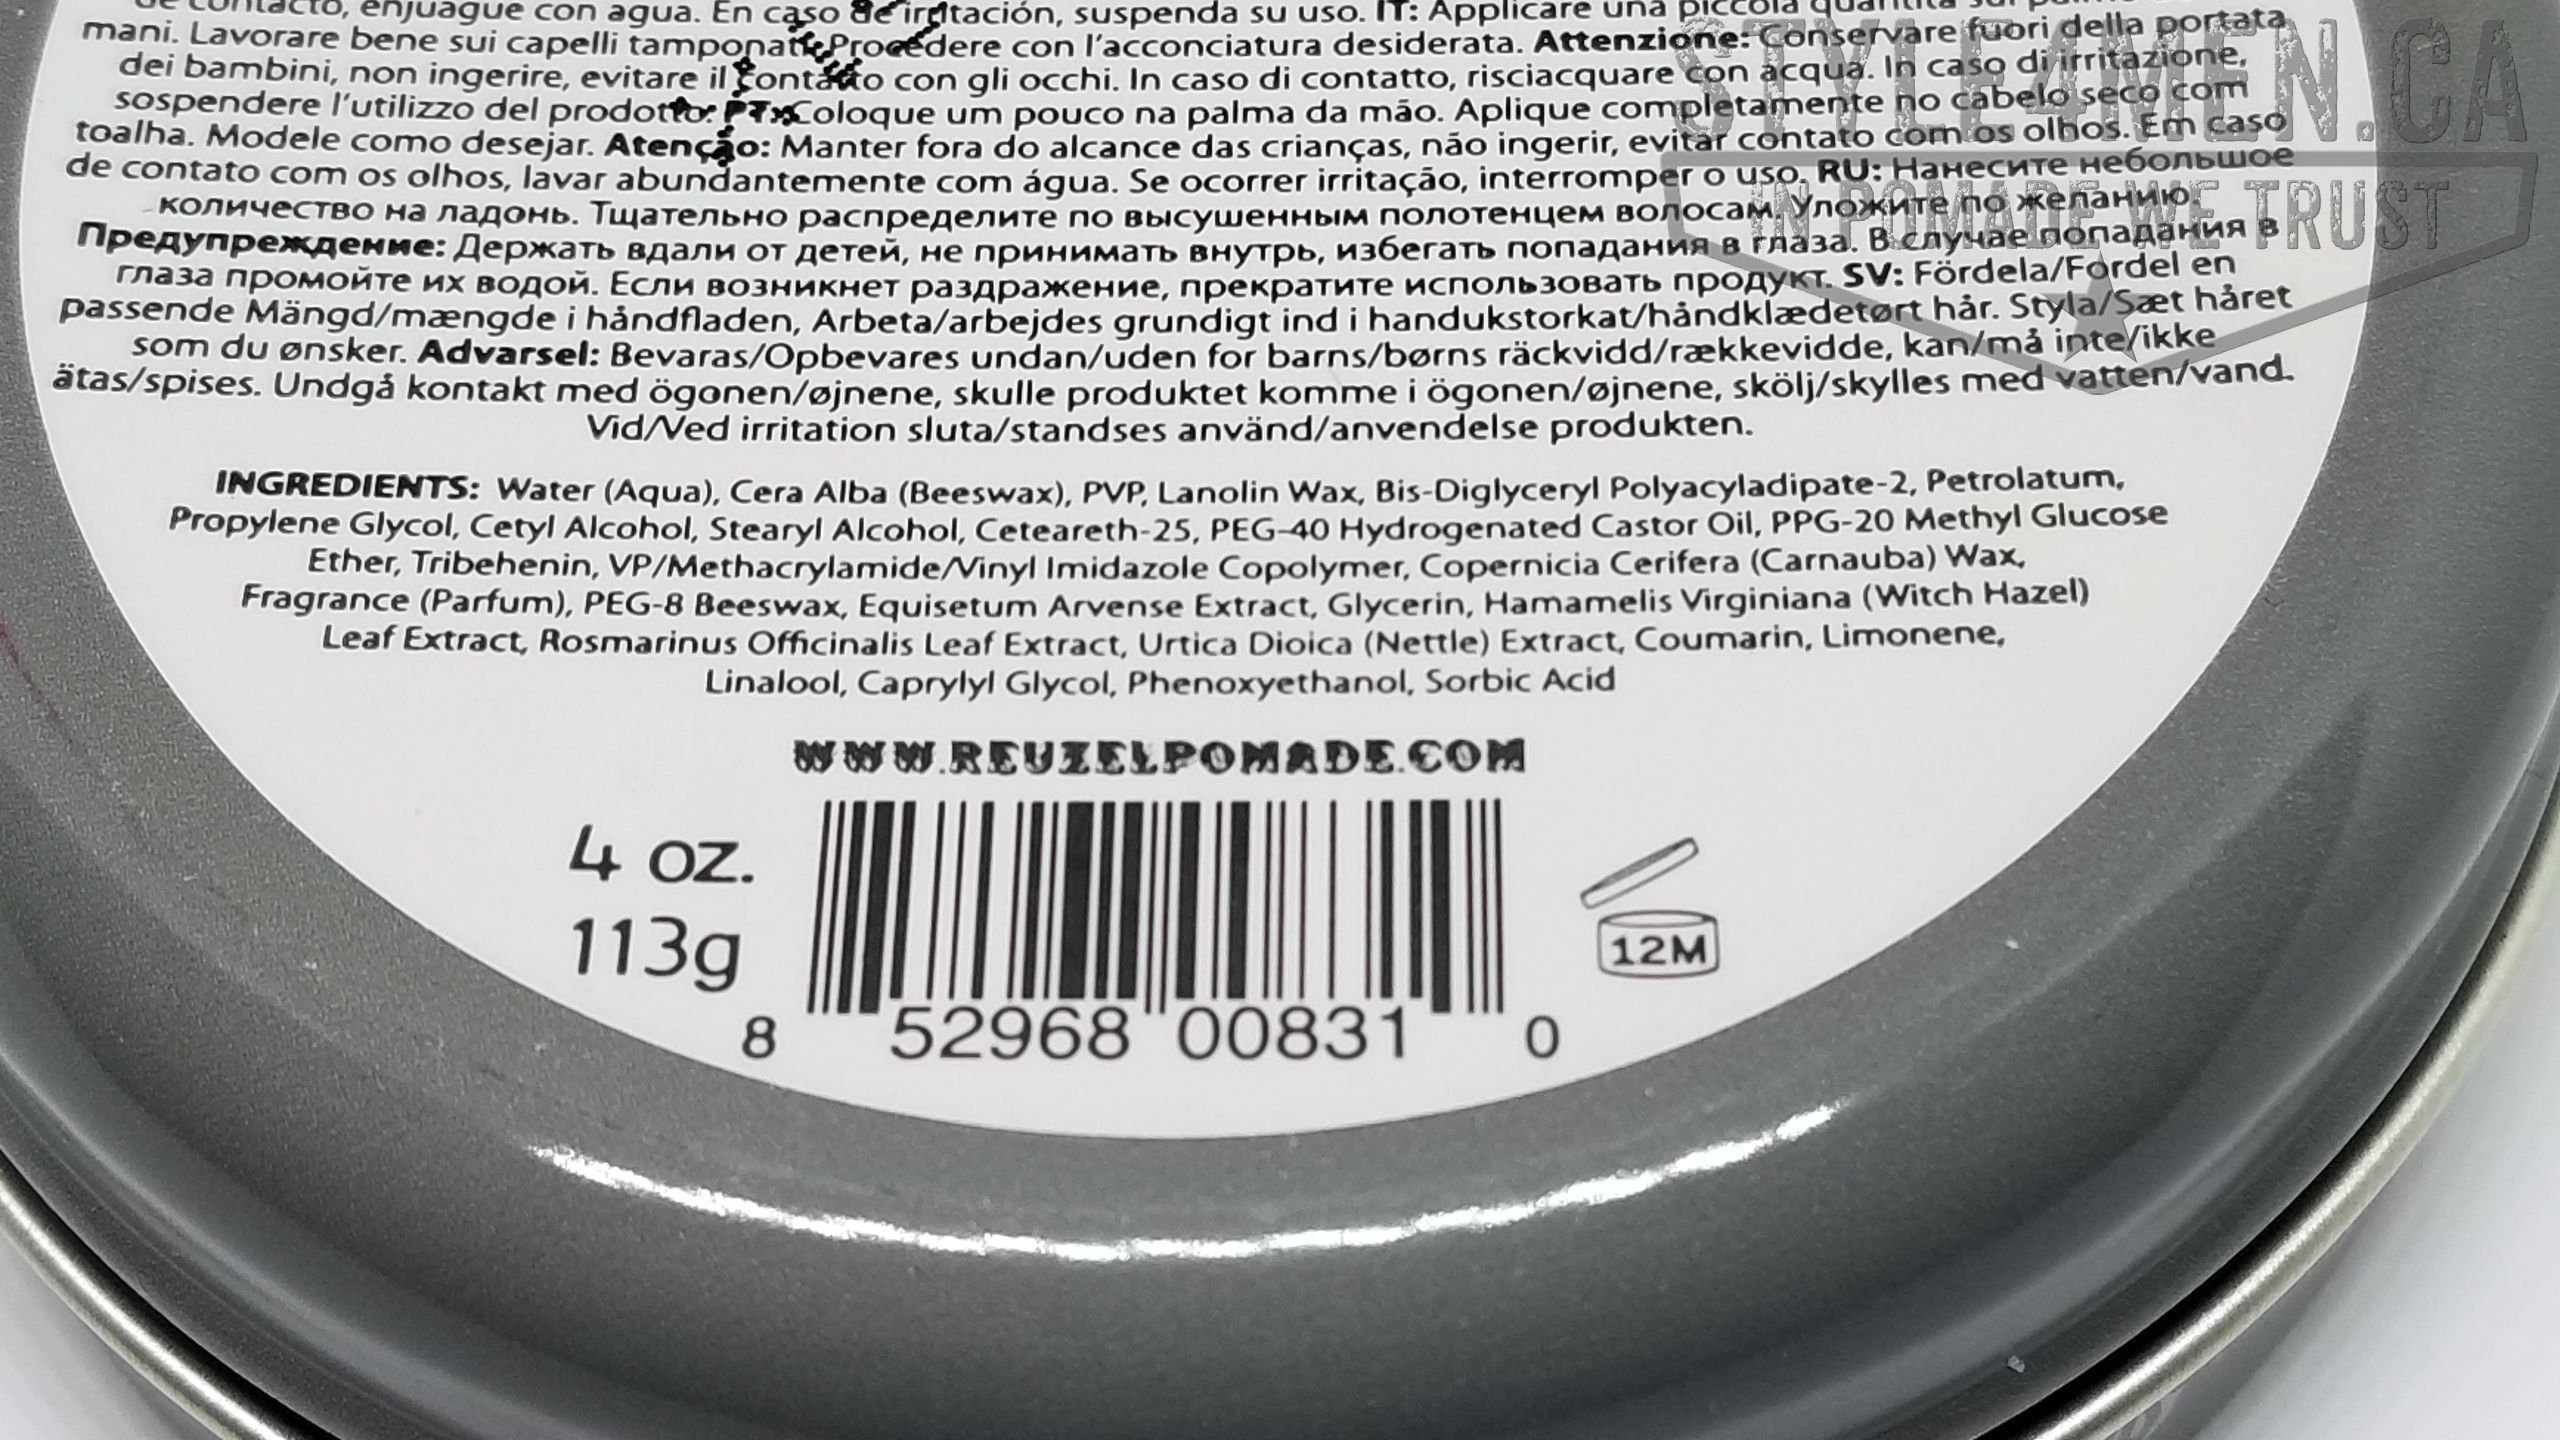 de contacto, enjuague con agua. En caso de irritación, suspenda su uso. IT: Applicare una piccola quantità sul
mani. Lavorare bene sui capelli tamponati. Procedere con l'acconciatura desiderata. Attenzione: Conservare fuori della portata
dei bambini, non ingerire, evitare il contatto con gli occhi. In caso di contatto, risciacquare con acqua. In caso di irritazione,
sospendere l'utilizzo del prodotto. PT: Coloque um pouco na palma da mão. Aplique completamente no cabelo seco com
toalha. Modele como desejar. Atenção: Manter fora do alcance das crianças, não ingerir, evitar contato com os olhos. Em caso
de contato com os olhos, lavar abundantemente com água. Se ocorrer irritação, interromper o uso. RU: Нанесите небольшое
количество на ладонь. Тщательно распределите по высушенным полотенцем волосам. Уложите по желанию.
Предупреждение: Держать вдали от детей, не принимать внутрь, избегать попадания в глаза. В случае попадания в
глаза промойте их водой. Если возникнет раздражение, прекратите использовать продукт. SV: Fördela/Fordel en
passende Mängd/mængde i håndfladen, Arbeta/arbejdes grundigt ind i handukstorkat/håndklædetørt hår. Styla/Sæt håret
som du ønsker. Advarsel: Bevaras/Opbevares undan/uden for barns/børns räckvidd/rækkevidde, kan/må inte/ikke
ätas/spises. Undgå kontakt med ögonen/øjnene, skulle produktet komme i ögonen/øjnene, skölj/skylles med vatten/vand.
Vid/Ved irritation sluta/standses använd/anvendelse produkten.
INGREDIENTS: Water (Aqua), Cera Alba (Beeswax), PVP, Lanolin Wax, Bis-Diglyceryl Polyacyladipate-2, Petrolatum,
Propylene Glycol, Cetyl Alcohol, Stearyl Alcohol, Ceteareth-25, PEG-40 Hydrogenated Castor Oil, PPG-20 Methyl Glucose
Ether, Tribehenin, VP/Methacrylamide/Vinyl Imidazole Copolymer, Copernicia Cerifera (Carnauba) Wax,
Fragrance (Parfum), PEG-8 Beeswax, Equisetum Arvense Extract, Glycerin, Hamamelis Virginiana (Witch Hazel)
Leaf Extract, Rosmarinus Officinalis Leaf Extract, Urtica Dioica (Nettle) Extract, Coumarin, Limonene,
Linalool, Caprylyl Glycol, Phenoxyethanol, Sorbic Acid
WWW.REUZELPOMADE.COM
4 oz.
113g
8 52968 00831 0
12M
STYLE4MEN.CA
IN POMADE WE TRUST